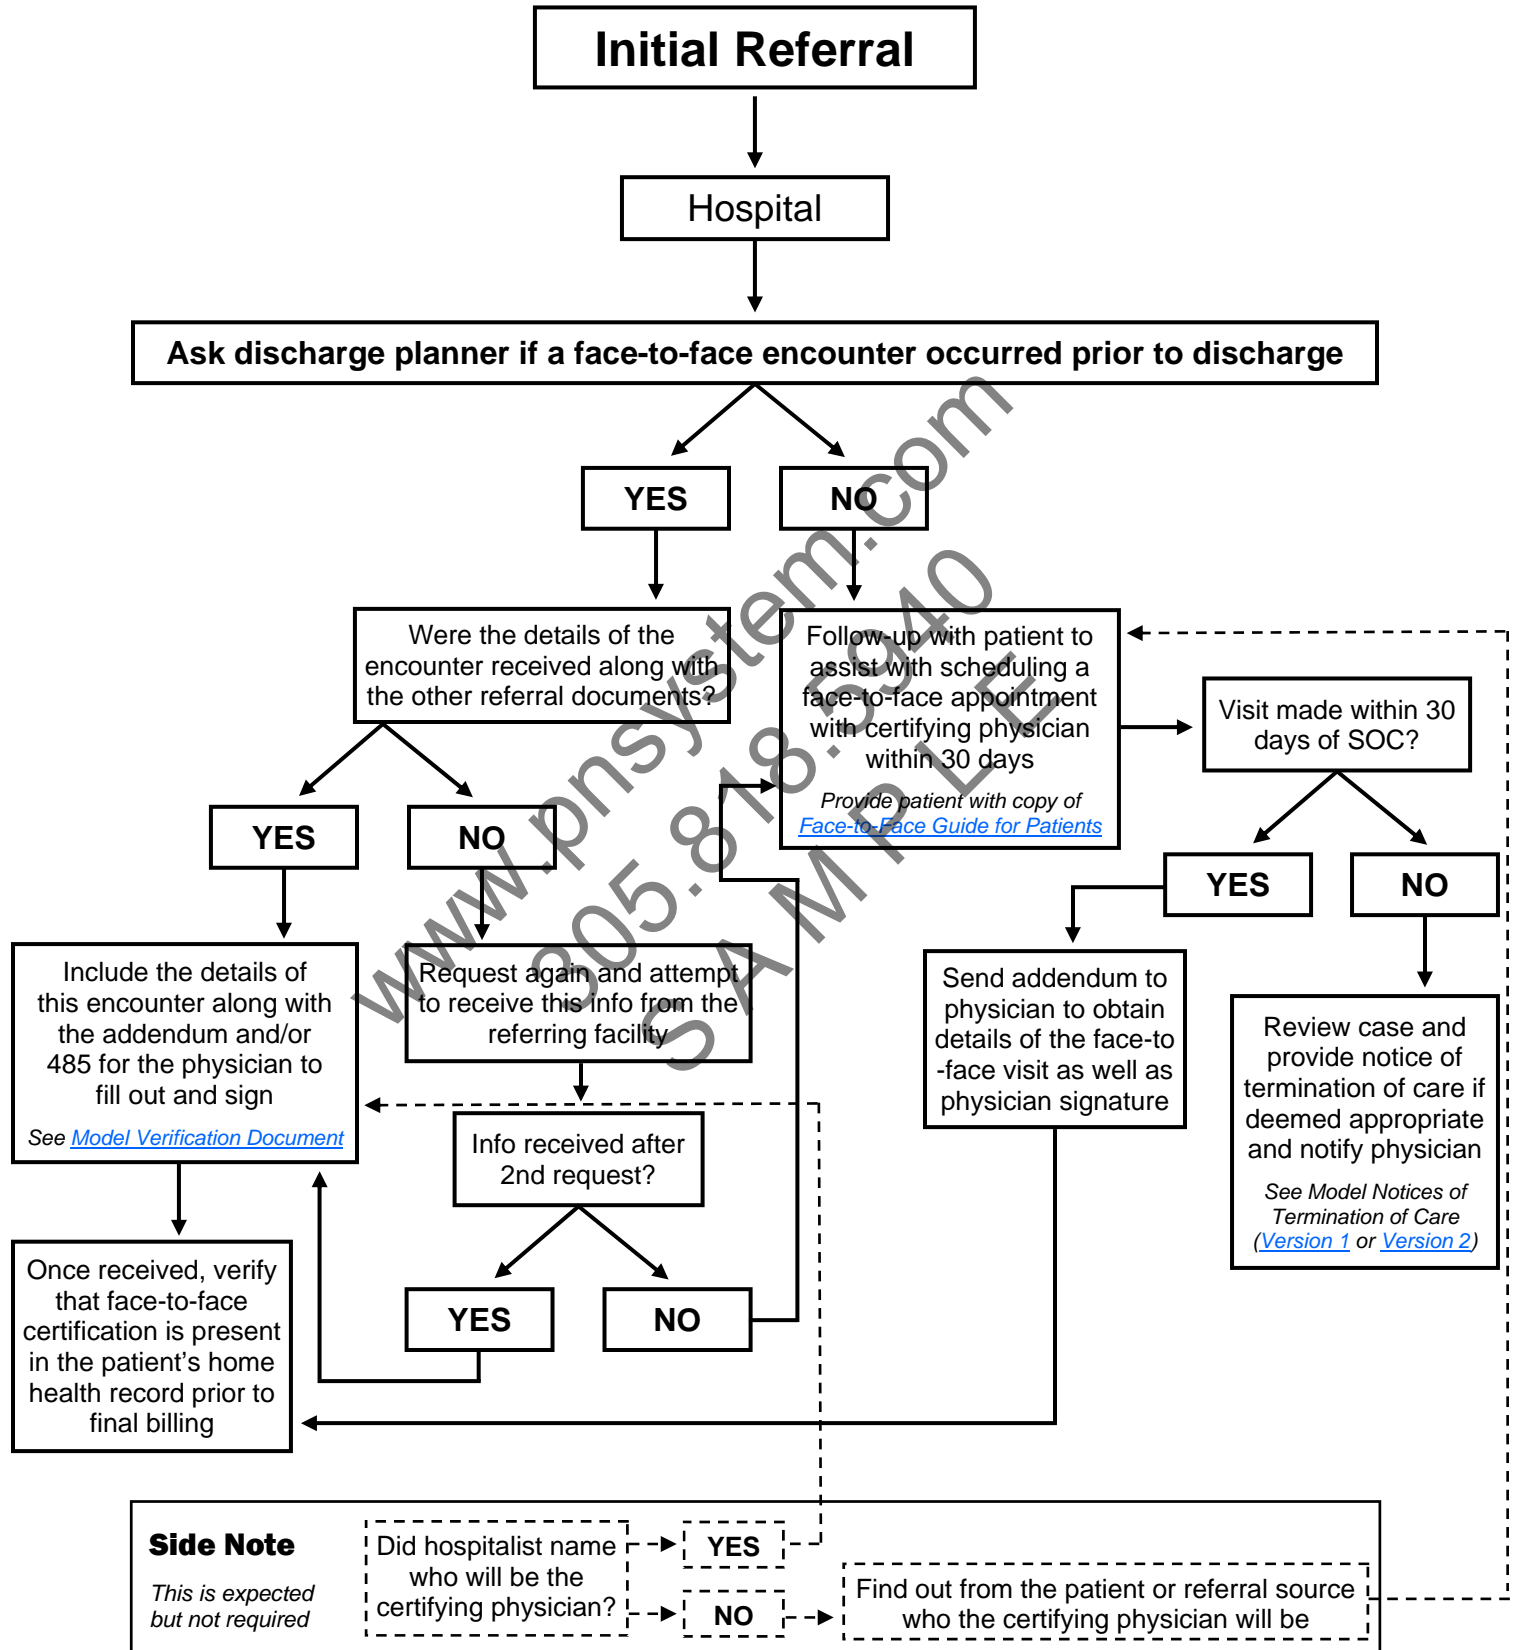 Initial Referral
Hospital
Ask discharge planner if a face-to-face encounter occurred prior to discharge
YES
NO
Were the details of the
encounter received along with
the other referral documents?
Follow-up with patient to
assist with scheduling a
face-to-face appointment
with certifying physician
within 30 days
Provide patient with copy of
Face-to-Face Guide for Patients
Visit made within 30
days of SOC?
YES
NO
YES
NO
Include the details of
this encounter along with
the addendum and/or
485 for the physician to
fill out and sign
See Model Verification Document
Request again and attempt
to receive this info from the
referring facility
Send addendum to
physician to obtain
details of the face-to
-face visit as well as
physician signature
Review case and
provide notice of
termination of care if
deemed appropriate
and notify physician
See Model Notices of
Termination of Care
(Version 1 or Version 2)
Info received after
2nd request?
Once received, verify
that face-to-face
certification is present
in the patient's home
health record prior to
final billing
YES
NO
Side Note
This is expected
but not required
Did hospitalist name
who will be the
certifying physician?
YES
NO
Find out from the patient or referral source
who the certifying physician will be
www.pnsystem.com
305.818.5940
SAMPLE